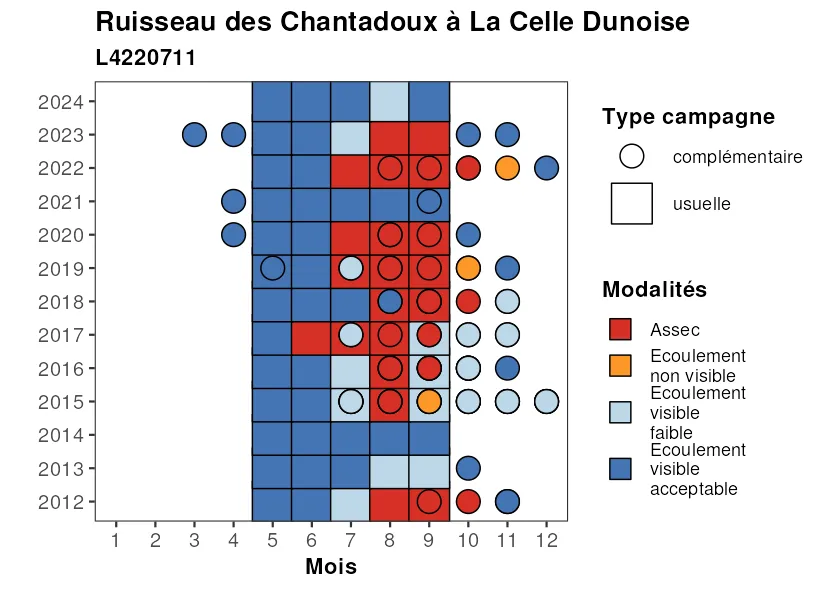 Ruisseau des Chantadoux à La Celle Dunoise
L4220711
2024
2023
2022
2021
2020
2019
2018
2017
2016
2015
2014
2013
2012
1 2 3 4 5 6 7 8 9 10 11 12
Mois
Type campagne
complémentaire
usuelle
Modalités
Assec
Ecoulement
non visible
Ecoulement
visible
faible
Ecoulement
visible
acceptable